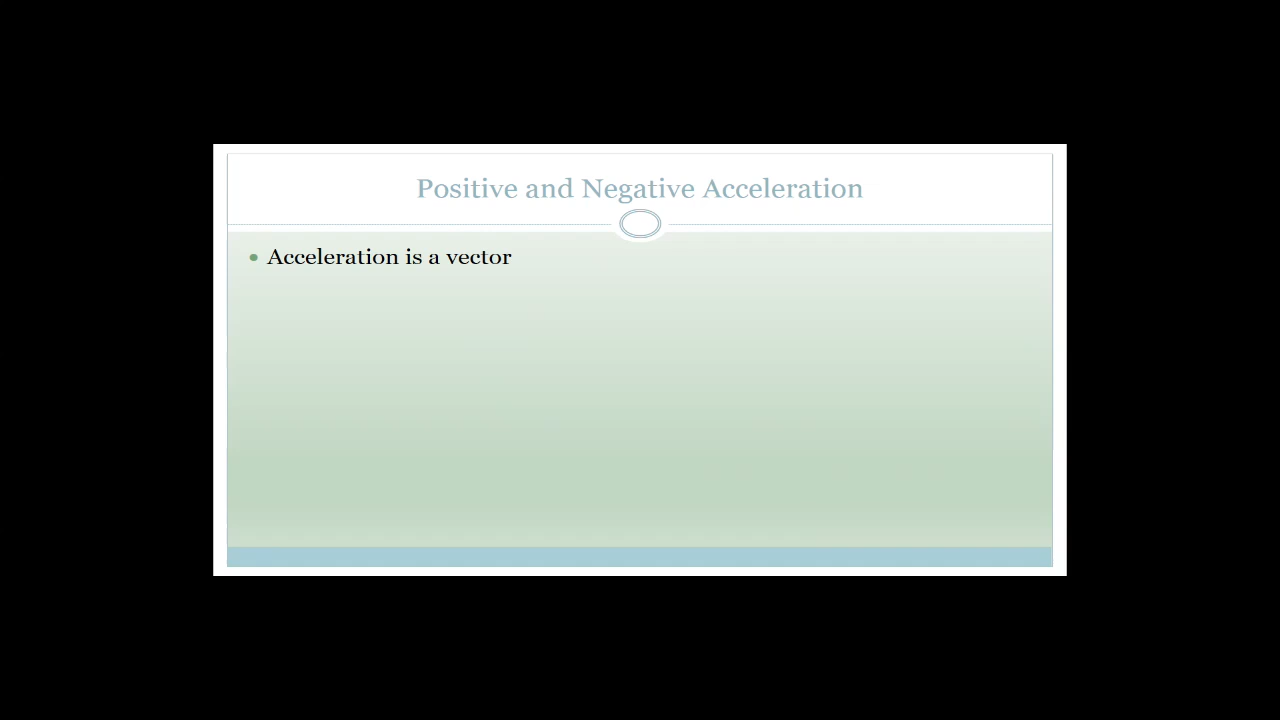 Positive and Negative Acceleration
• Acceleration is a vector